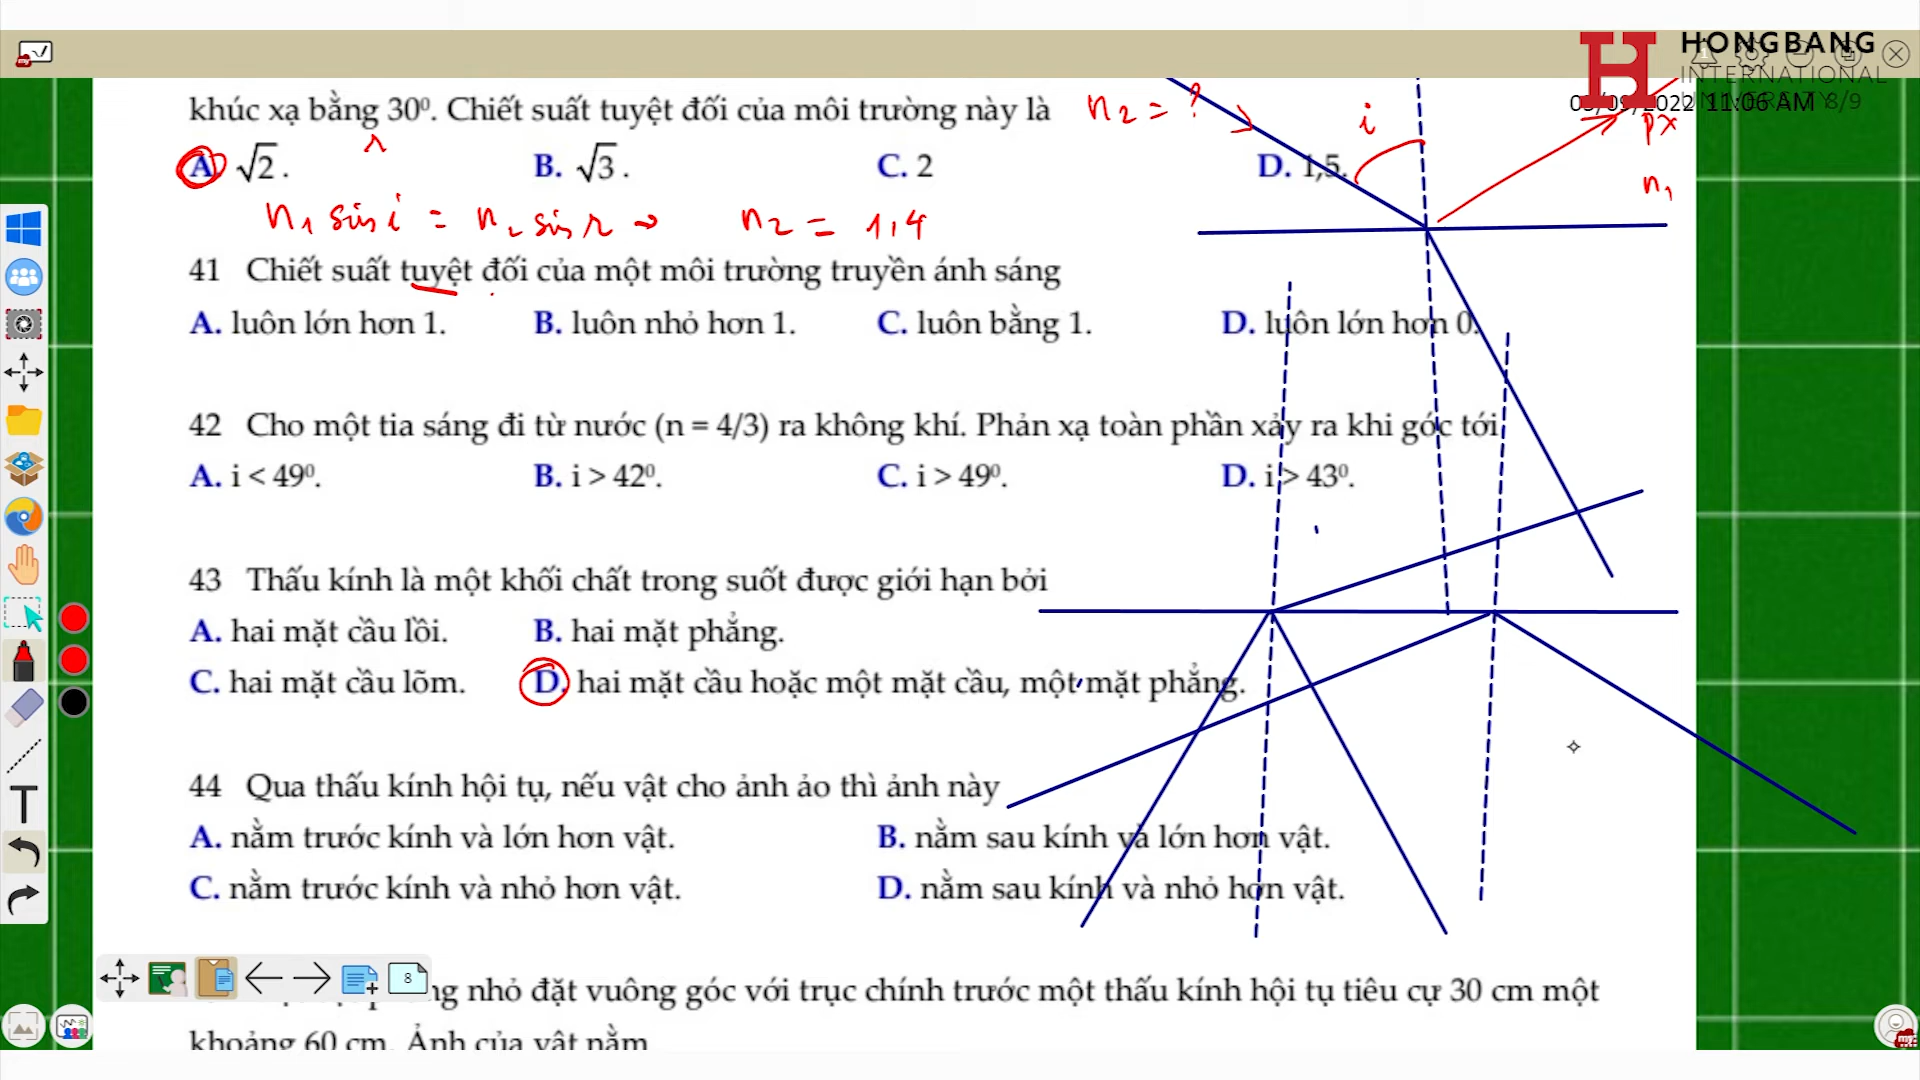 HONGBANG
INTERNATIONAL
UNIVERSITY
11:06 AM 8/9
khúc xạ bằng 30⁰. Chiết suất tuyệt đối của môi trường này là
n₂ = ?
i
px
r
A. √2.
B. √3.
C. 2
D. 1,5.
n₁
n₁ sin i = n₂ sin r → n₂ = 1,4
41 Chiết suất tuyệt đối của một môi trường truyền ánh sáng
A. luôn lớn hơn 1.
B. luôn nhỏ hơn 1.
C. luôn bằng 1.
D. luôn lớn hơn 0.
42 Cho một tia sáng đi từ nước (n = 4/3) ra không khí. Phản xạ toàn phần xảy ra khi góc tới
A. i < 49⁰.
B. i > 42⁰.
C. i > 49⁰.
D. i > 43⁰.
43 Thấu kính là một khối chất trong suốt được giới hạn bởi
A. hai mặt cầu lồi.
B. hai mặt phẳng.
C. hai mặt cầu lõm.
D. hai mặt cầu hoặc một mặt cầu, một mặt phẳng.
44 Qua thấu kính hội tụ, nếu vật cho ảnh ảo thì ảnh này
A. nằm trước kính và lớn hơn vật.
B. nằm sau kính và lớn hơn vật.
C. nằm trước kính và nhỏ hơn vật.
D. nằm sau kính và nhỏ hơn vật.
8
nhỏ đặt vuông góc với trục chính trước một thấu kính hội tụ tiêu cự 30 cm một
khoảng 60 cm. Ảnh của vật nằm